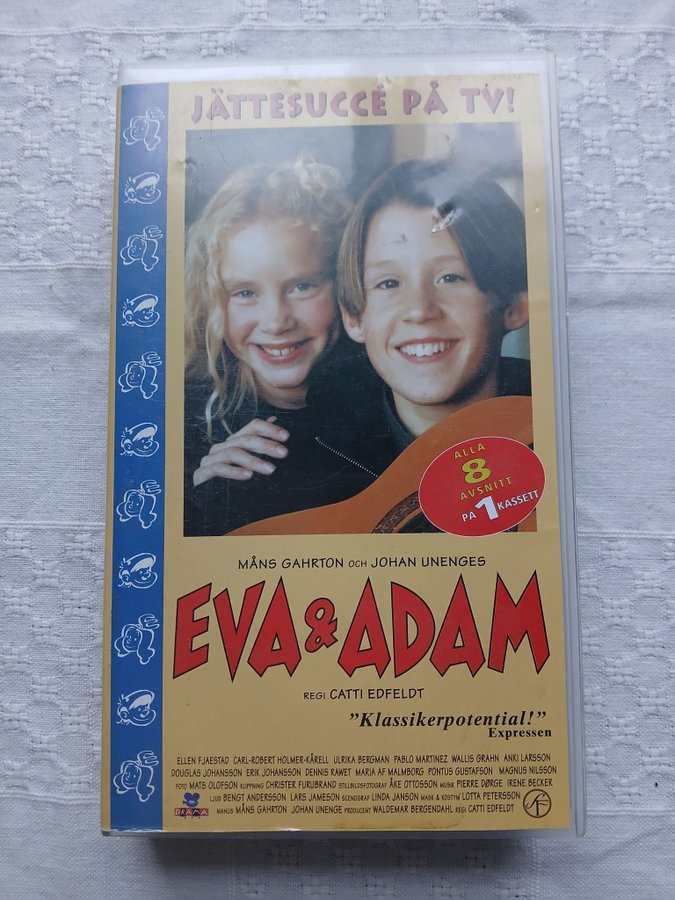 JÄTTESUCCÉ PÅ TV!
ALLA
8
AVSNITT
PÅ 1 KASSETT
MÅNS GAHRTON OCH JOHAN UNENGES
EVA & ADAM
REGI CATTI EDFELDT
"Klassikerpotential!"
Expressen
ELLEN FJAESTAD CARL-ROBERT HOLMER-KÅRELL ULRIKA BERGMAN PABLO MARTINEZ WALLIS GRAHN ANKI LARSSON
DOUGLAS JOHANSSON ERIK JOHANSSON DENNIS RAWET MARIA AF MALMBORG PONTUS GUSTAFSON MAGNUS NILSSON
FOTO MATS OLOFSON KLIPPNING CHRISTER FURUBRAND STILLBILDSFOTOGRAF ÅKE OTTOSSON MUSIK PIERRE DØRGE IRENE BECKER
LJUD BENGT ANDERSSON LARS JAMESON SCENOGRAF LINDA JANSON MASK & KOSTYM LOTTA PETERSSON
MANUS MÅNS GAHRTON JOHAN UNENGE PRODUCENT WALDEMAR BERGENDAHL REGI CATTI EDFELDT
DRAMA
SF